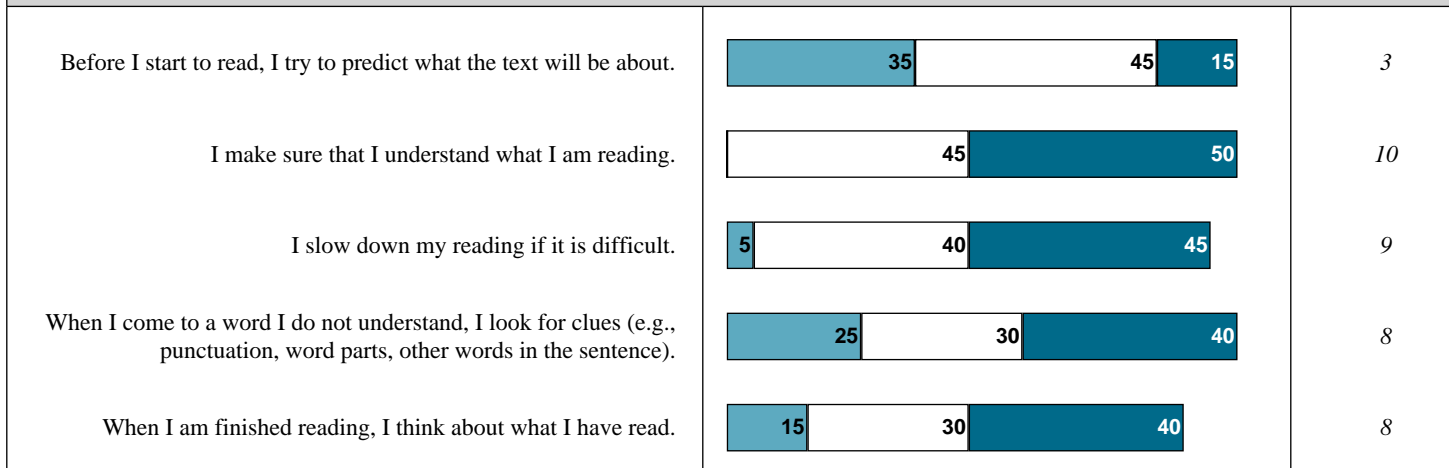 Before I start to read, I try to predict what the text will be about. 35 45 15 3
I make sure that I understand what I am reading. 45 50 10
I slow down my reading if it is difficult. 5 40 45 9
When I come to a word I do not understand, I look for clues (e.g.,
punctuation, word parts, other words in the sentence). 25 30 40 8
When I am finished reading, I think about what I have read. 15 30 40 8